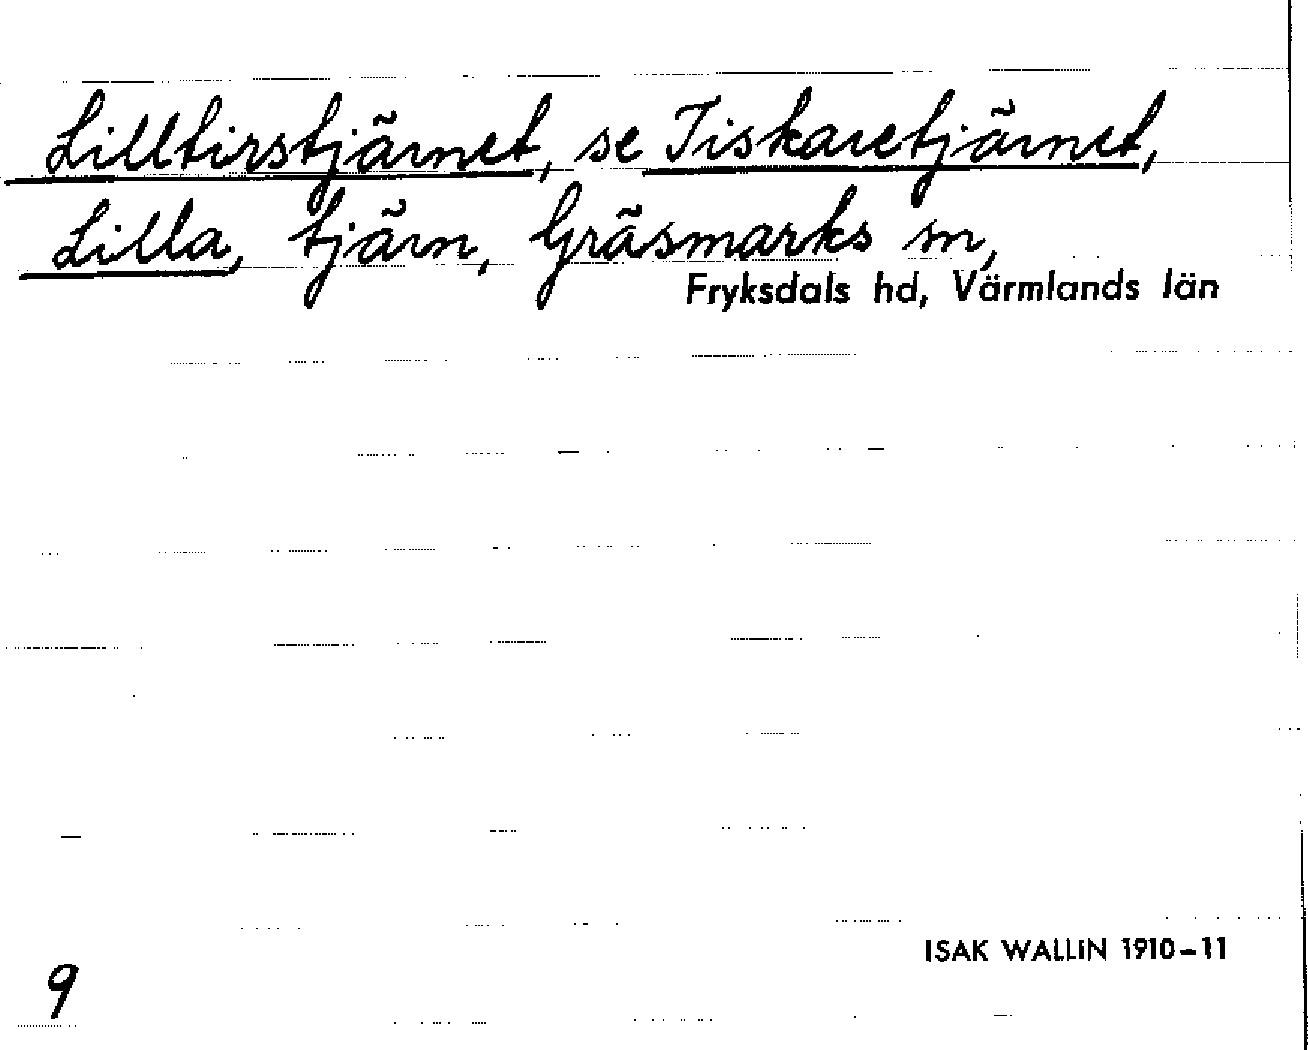 Lilltirstjärnet, se Tiskaretjärnet,
Lilla, tjärn, Gräsmarks sn,
Fryksdals hd, Värmlands län
ISAK WALLIN 1910-11
9